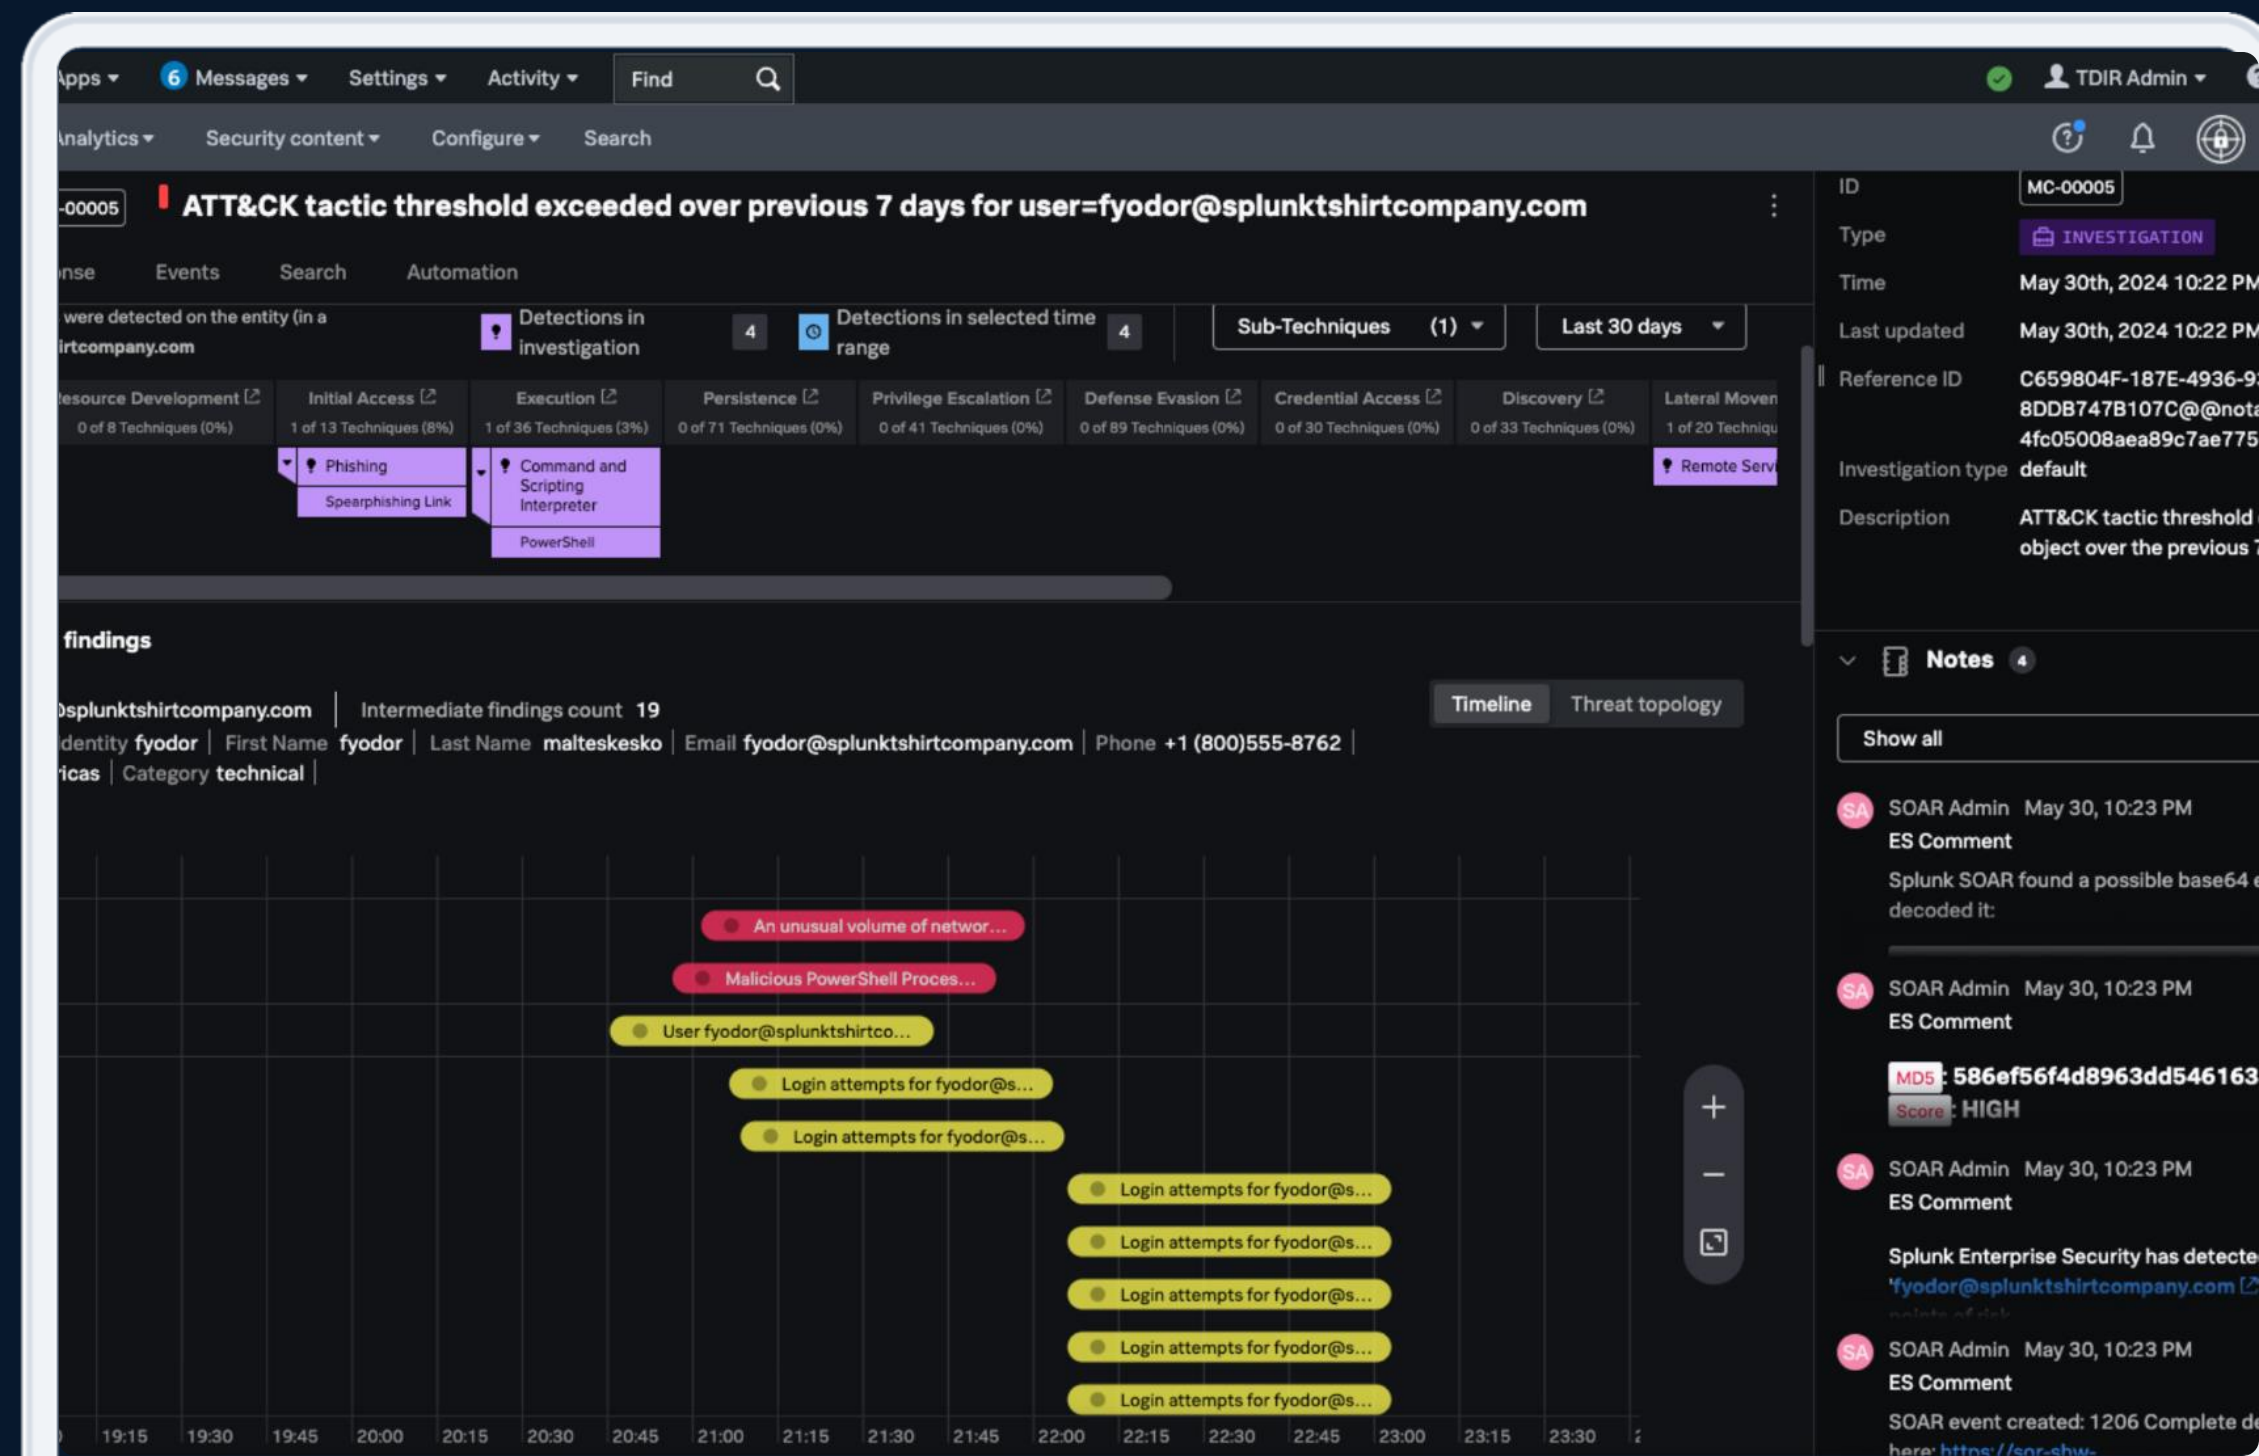 Apps 6 Messages Settings Activity Find TDIR Admin
Analytics Security content Configure Search
-00005 ATT&CK tactic threshold exceeded over previous 7 days for user=fyodor@splunktshirtcompany.com
Events Search Automation
were detected on the entity (in a
irtcompany.com
Detections in
investigation
4
Detections in selected time
range
4
Sub-Techniques (1)
Last 30 days
Resource Development
0 of 8 Techniques (0%)
Initial Access
1 of 13 Techniques (8%)
Phishing
Spearphishing Link
Execution
1 of 36 Techniques (3%)
Command and
Scripting
Interpreter
PowerShell
Persistence
0 of 71 Techniques (0%)
Privilege Escalation
0 of 41 Techniques (0%)
Defense Evasion
0 of 89 Techniques (0%)
Credential Access
0 of 30 Techniques (0%)
Discovery
0 of 33 Techniques (0%)
Lateral Movem
1 of 20 Techniqu
Remote Servi
findings
@splunktshirtcompany.com | Intermediate findings count 19
Identity fyodor | First Name fyodor | Last Name malteskesko | Email fyodor@splunktshirtcompany.com | Phone +1 (800)555-8762 |
ricas | Category technical |
Timeline Threat topology
An unusual volume of networ...
Malicious PowerShell Proces...
User fyodor@splunktshirtco...
Login attempts for fyodor@s...
Login attempts for fyodor@s...
Login attempts for fyodor@s...
Login attempts for fyodor@s...
Login attempts for fyodor@s...
Login attempts for fyodor@s...
Login attempts for fyodor@s...
19:15 19:30 19:45 20:00 20:15 20:30 20:45 21:00 21:15 21:30 21:45 22:00 22:15 22:30 22:45 23:00 23:15 23:30
ID MC-00005
Type INVESTIGATION
Time May 30th, 2024 10:22 PM
Last updated May 30th, 2024 10:22 PM
Reference ID C659804F-187E-4936-93
8DDB747B107C@@nota
4fc05008aea89c7ae775
Investigation type default
Description ATT&CK tactic threshold
object over the previous 7
Notes 4
Show all
SA SOAR Admin May 30, 10:23 PM
ES Comment
Splunk SOAR found a possible base64 e
decoded it:
SA SOAR Admin May 30, 10:23 PM
ES Comment
MD5 : 586ef56f4d8963dd546163
Score : HIGH
SA SOAR Admin May 30, 10:23 PM
ES Comment
Splunk Enterprise Security has detecte
'fyodor@splunktshirtcompany.com
points of risk
SA SOAR Admin May 30, 10:23 PM
ES Comment
SOAR event created: 1206 Complete de
here: https://sor-shw-